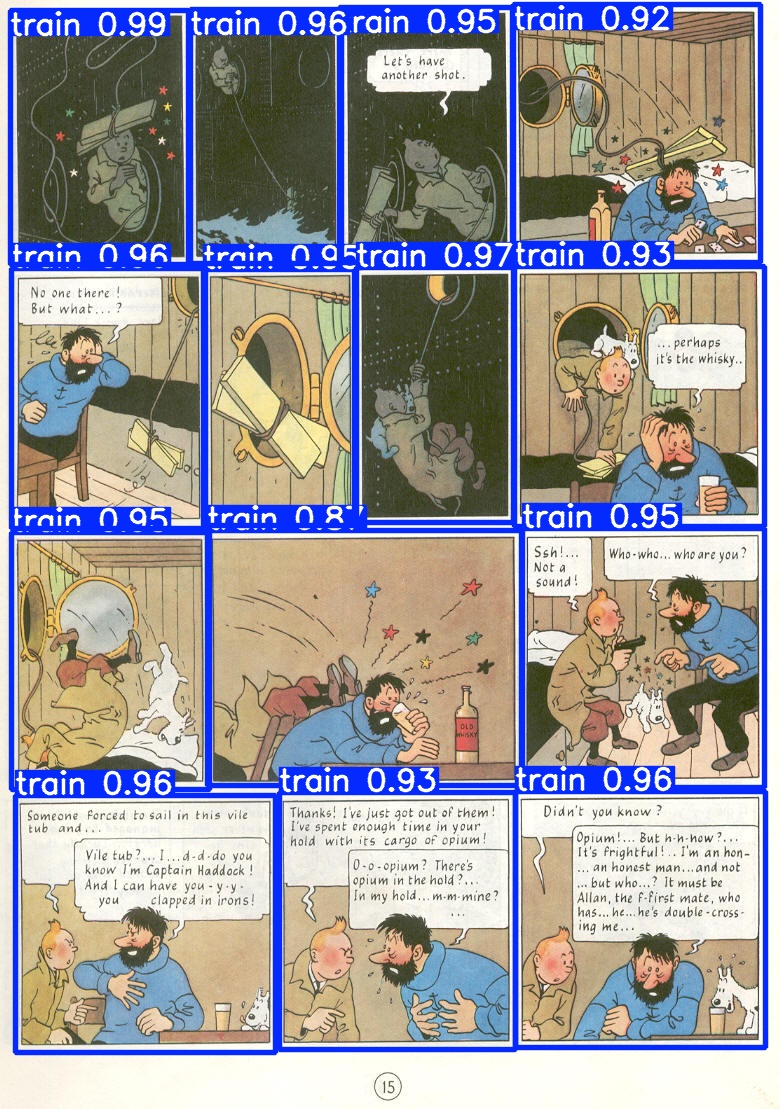 train 0.99
train 0.96
train 0.95
train 0.92
Let's have
another shot.
train 0.96
train 0.95
train 0.97
train 0.93
No one there!
But what...?
...perhaps
it's the whisky..
train 0.95
train 0.87
train 0.95
OLD
WHISKY
Ssh!...
Not a
sound!
Who-who... who are you?
train 0.96
train 0.93
train 0.96
Someone forced to sail in this vile
tub and...
Vile tub?... I...d-d-do you
know I'm Captain Haddock!
And I can have you-y-y-
you clapped in irons!
Thanks! I've just got out of them!
I've spent enough time in your
hold with its cargo of opium!
O-o-opium? There's
opium in the hold?...
In my hold...m-m-mine?
...
Didn't you know?
Opium!... But h-h-how?...
It's frightful!.. I'm an hon-
...an honest man...and not
...but who...? It must be
Allan, the f-first mate, who
has...he...he's double-cross-
ing me...
15